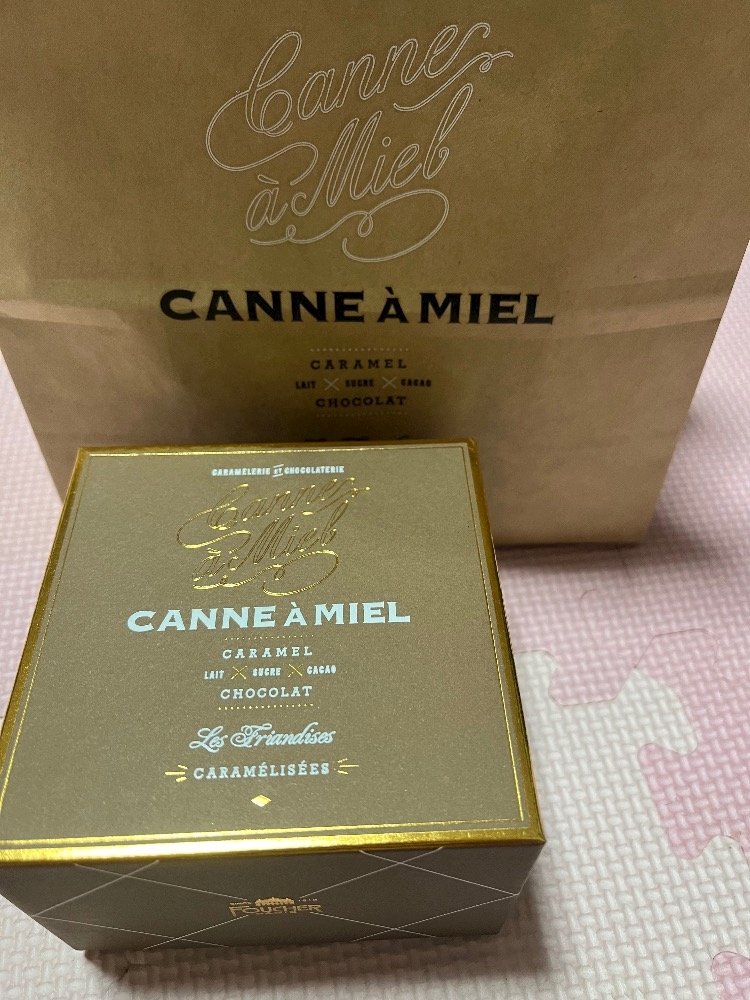 Canne
à Miel
CANNE À MIEL
CARAMEL
LAIT SUCRE CACAO
CHOCOLAT
CARAMELERIE ET CHOCOLATERIE
Canne
à Miel
CANNE À MIEL
CARAMEL
LAIT SUCRE CACAO
CHOCOLAT
Les Friandises
CARAMÉLISÉES
FOUCHER